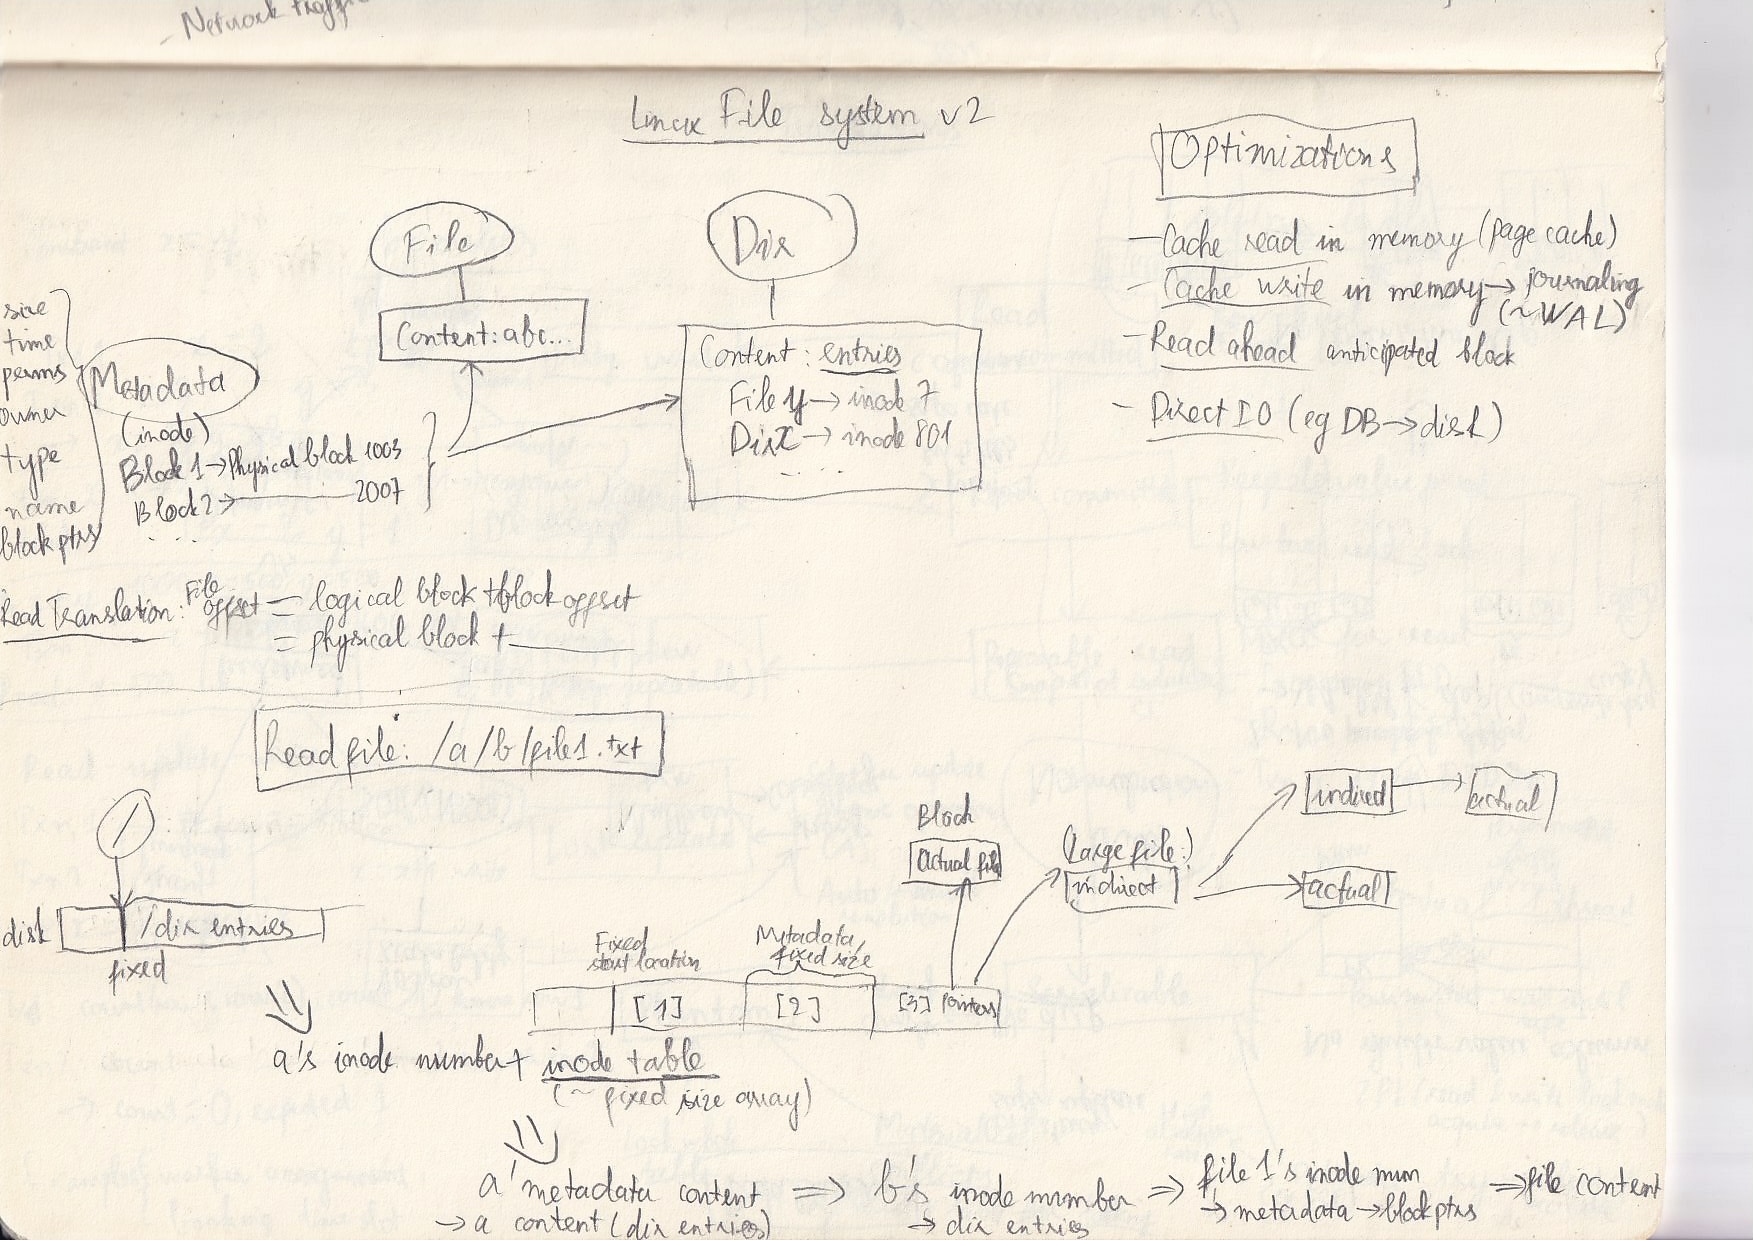 - Network traffic
Linux File system v2
Optimizations
- Cache read in memory (page cache)
- Cache write in memory → journaling
(~WAL)
- Read ahead anticipated block
- Direct IO (eg DB → disk)
File
Content: abc...
Dir
Content: entries
File y → inode 7
Dir x → inode 801
...
size
time
perms
owner
type
name
block ptrs
Metadata
(inode)
Block 1 → Physical block 1003
Block 2 → 2007
...
Read Translation: File offset = logical block + block offset
= physical block +
Read file: /a/b/file1.txt
/
disk
/dir entries
fixed
Block
Actual file
(Large file:)
indirect
indirect
actual
actual
Fixed
start location
Metadata,
fixed size
[1]
[2]
[3] pointers
a's inode number + inode table
(~ fixed size array)
a' metadata content ⇒ b's inode number ⇒ file 1's inode num ⇒ file content
→ a content (dir entries) → dir entries → metadata → block ptrs